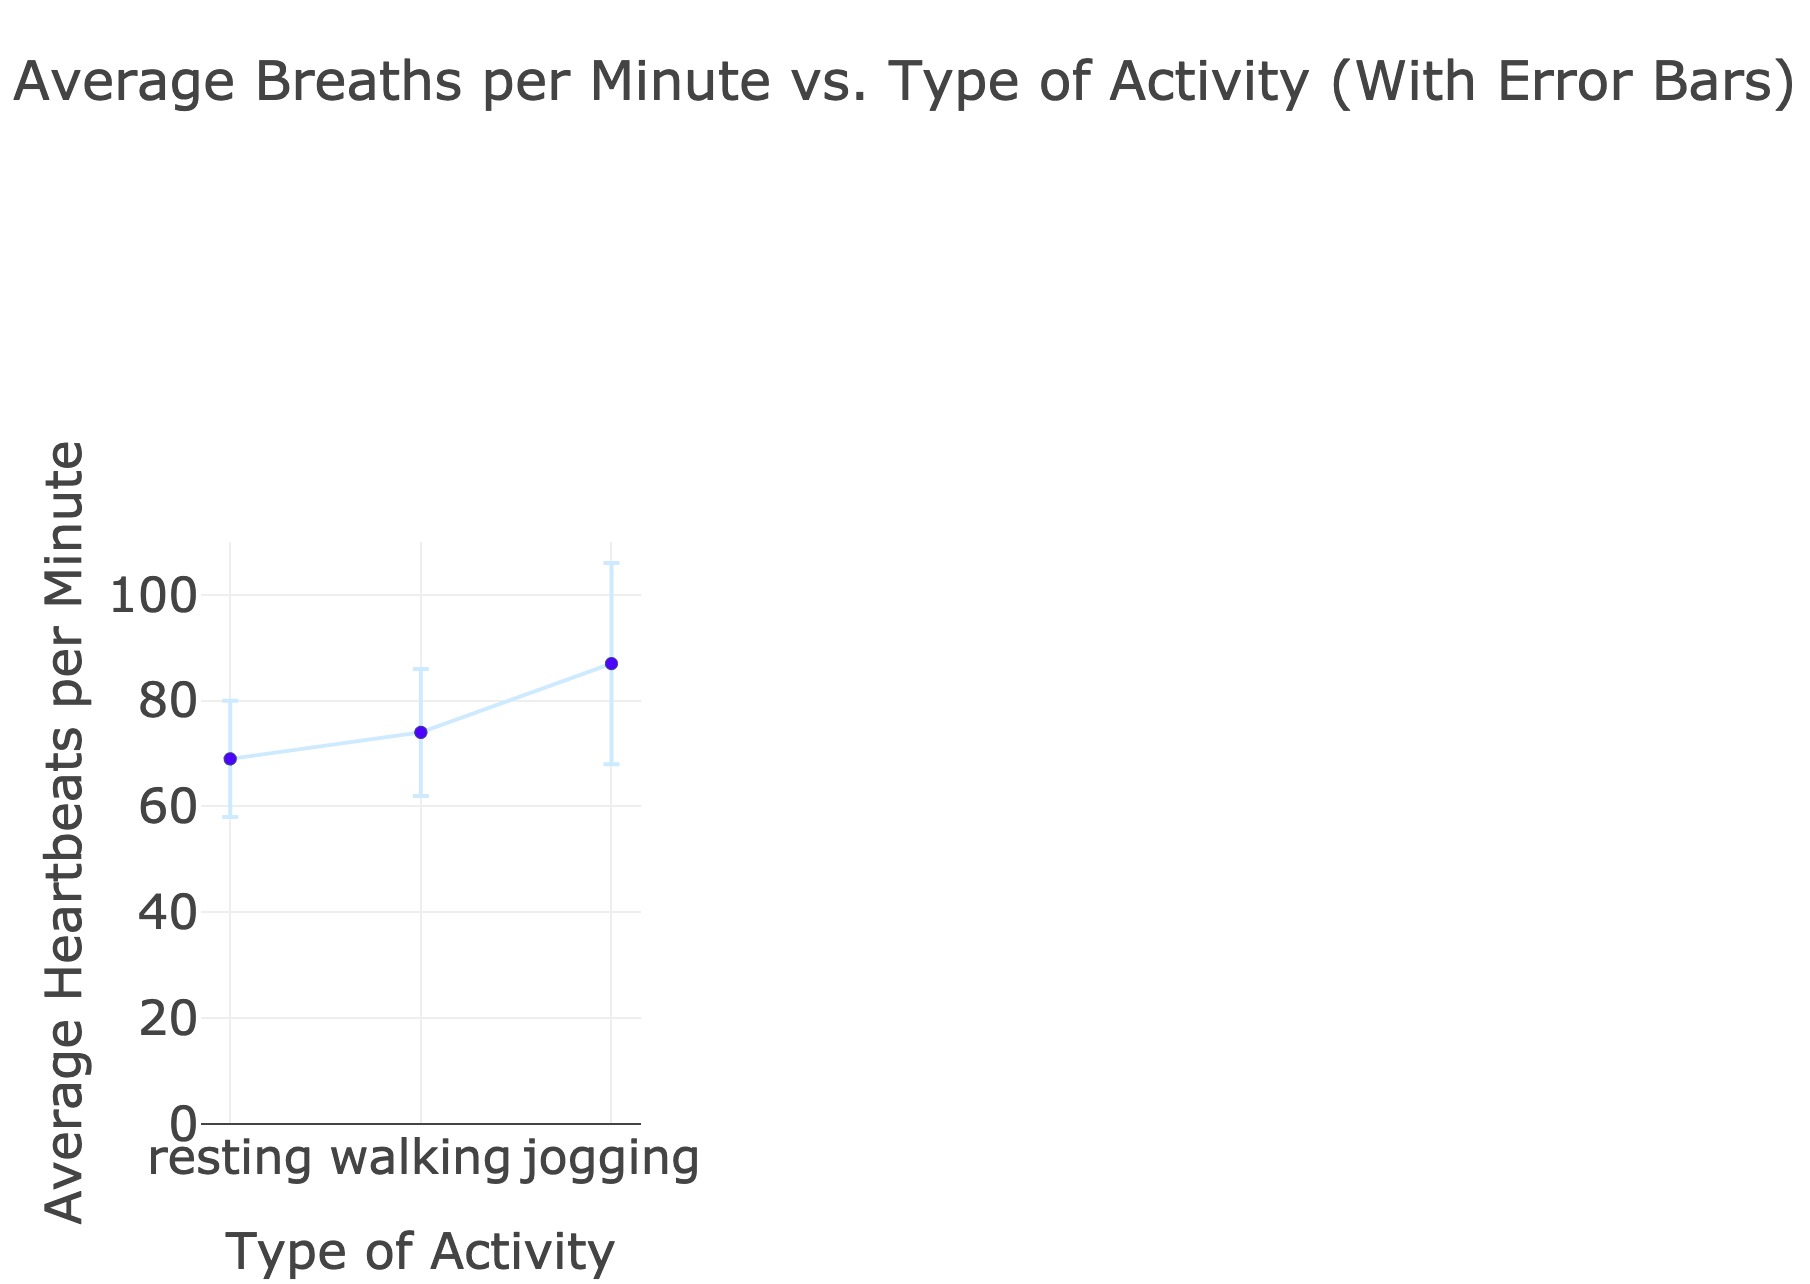 Average Breaths per Minute vs. Type of Activity (With Error Bars)
Average Heartbeats per Minute
100
80
60
40
20
0
resting walking jogging
Type of Activity